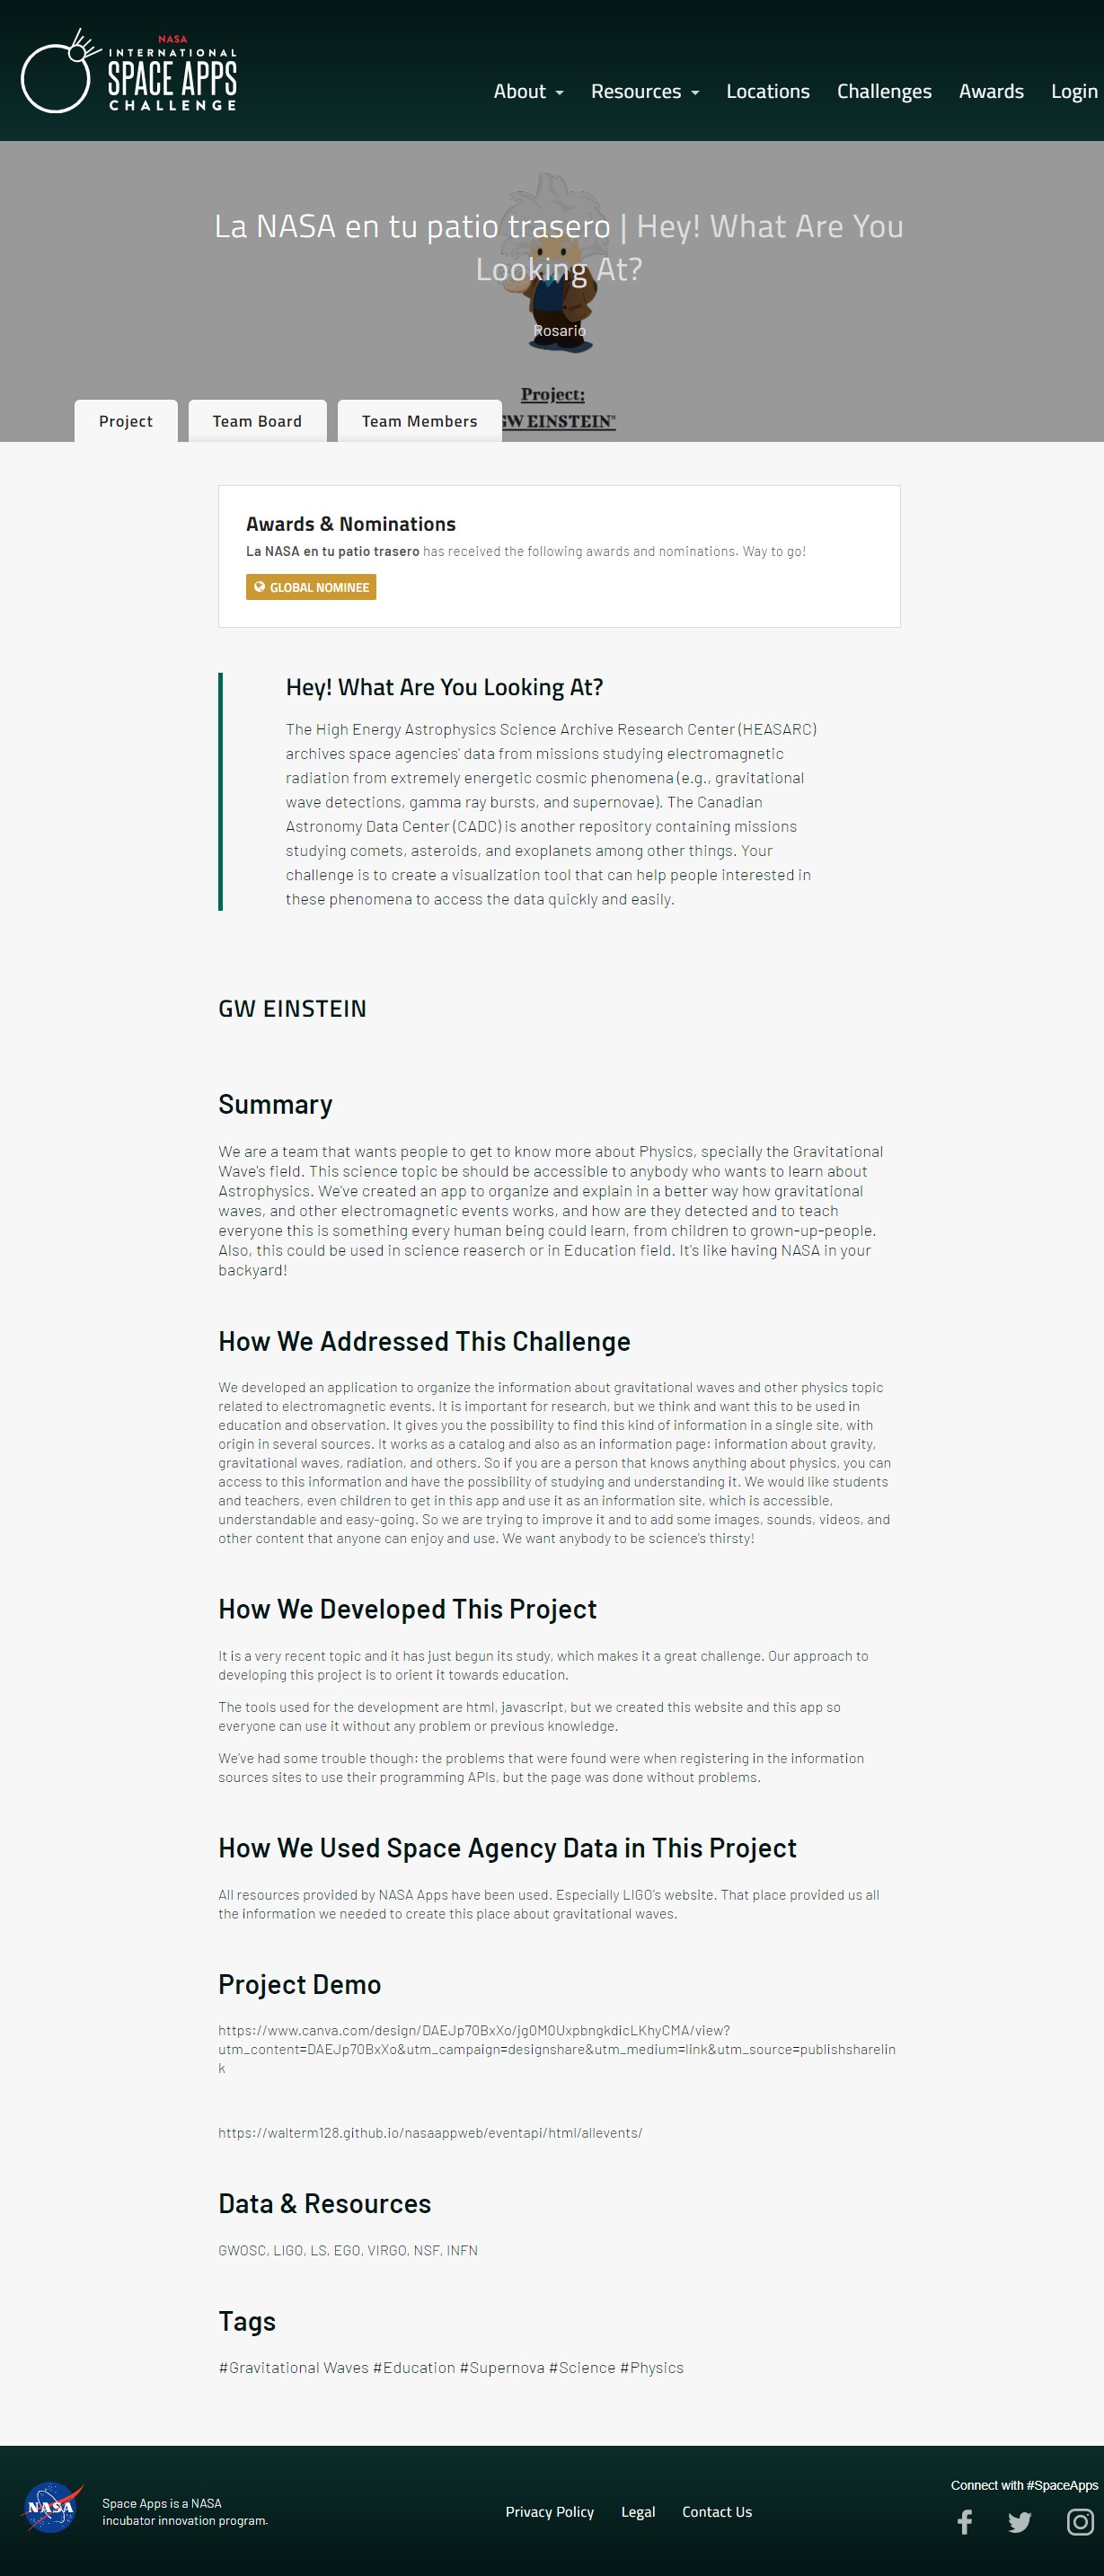 NASA
INTERNATIONAL
SPACE APPS
CHALLENGE
About
Resources
Locations
Challenges
Awards
Login
La NASA en tu patio trasero | Hey! What Are You
Looking At?
Rosario
Project:
GW EINSTEIN"
Project
Team Board
Team Members
Awards & Nominations
La NASA en tu patio trasero has received the following awards and nominations. Way to go!
GLOBAL NOMINEE
Hey! What Are You Looking At?
The High Energy Astrophysics Science Archive Research Center (HEASARC)
archives space agencies' data from missions studying electromagnetic
radiation from extremely energetic cosmic phenomena (e.g., gravitational
wave detections, gamma ray bursts, and supernovae). The Canadian
Astronomy Data Center (CADC) is another repository containing missions
studying comets, asteroids, and exoplanets among other things. Your
challenge is to create a visualization tool that can help people interested in
these phenomena to access the data quickly and easily.
GW EINSTEIN
Summary
We are a team that wants people to get to know more about Physics, specially the Gravitational
Wave's field. This science topic be should be accessible to anybody who wants to learn about
Astrophysics. We've created an app to organize and explain in a better way how gravitational
waves, and other electromagnetic events works, and how are they detected and to teach
everyone this is something every human being could learn, from children to grown-up-people.
Also, this could be used in science reaserch or in Education field. It's like having NASA in your
backyard!
How We Addressed This Challenge
We developed an application to organize the information about gravitational waves and other physics topic
related to electromagnetic events. It is important for research, but we think and want this to be used in
education and observation. It gives you the possibility to find this kind of information in a single site, with
origin in several sources. It works as a catalog and also as an information page: information about gravity,
gravitational waves, radiation, and others. So if you are a person that knows anything about physics, you can
access to this information and have the possibility of studying and understanding it. We would like students
and teachers, even children to get in this app and use it as an information site, which is accessible,
understandable and easy-going. So we are trying to improve it and to add some images, sounds, videos, and
other content that anyone can enjoy and use. We want anybody to be science's thirsty!
How We Developed This Project
It is a very recent topic and it has just begun its study, which makes it a great challenge. Our approach to
developing this project is to orient it towards education.
The tools used for the development are html, javascript, but we created this website and this app so
everyone can use it without any problem or previous knowledge.
We've had some trouble though: the problems that were found were when registering in the information
sources sites to use their programming APIs, but the page was done without problems.
How We Used Space Agency Data in This Project
All resources provided by NASA Apps have been used. Especially LIGO's website. That place provided us all
the information we needed to create this place about gravitational waves.
Project Demo
https://www.canva.com/design/DAEJp70BxXo/jg0M0UxpbngkdicLKhyCMA/view?
utm_content=DAEJp70BxXo&utm_campaign=designshare&utm_medium=link&utm_source=publishsharelin
k
https://walterm128.github.io/nasaappweb/eventapi/html/allevents/
Data & Resources
GWOSC, LIGO, LS, EGO, VIRGO, NSF, INFN
Tags
#Gravitational Waves #Education #Supernova #Science #Physics
NASA
Space Apps is a NASA
incubator innovation program.
Privacy Policy
Legal
Contact Us
Connect with #SpaceApps